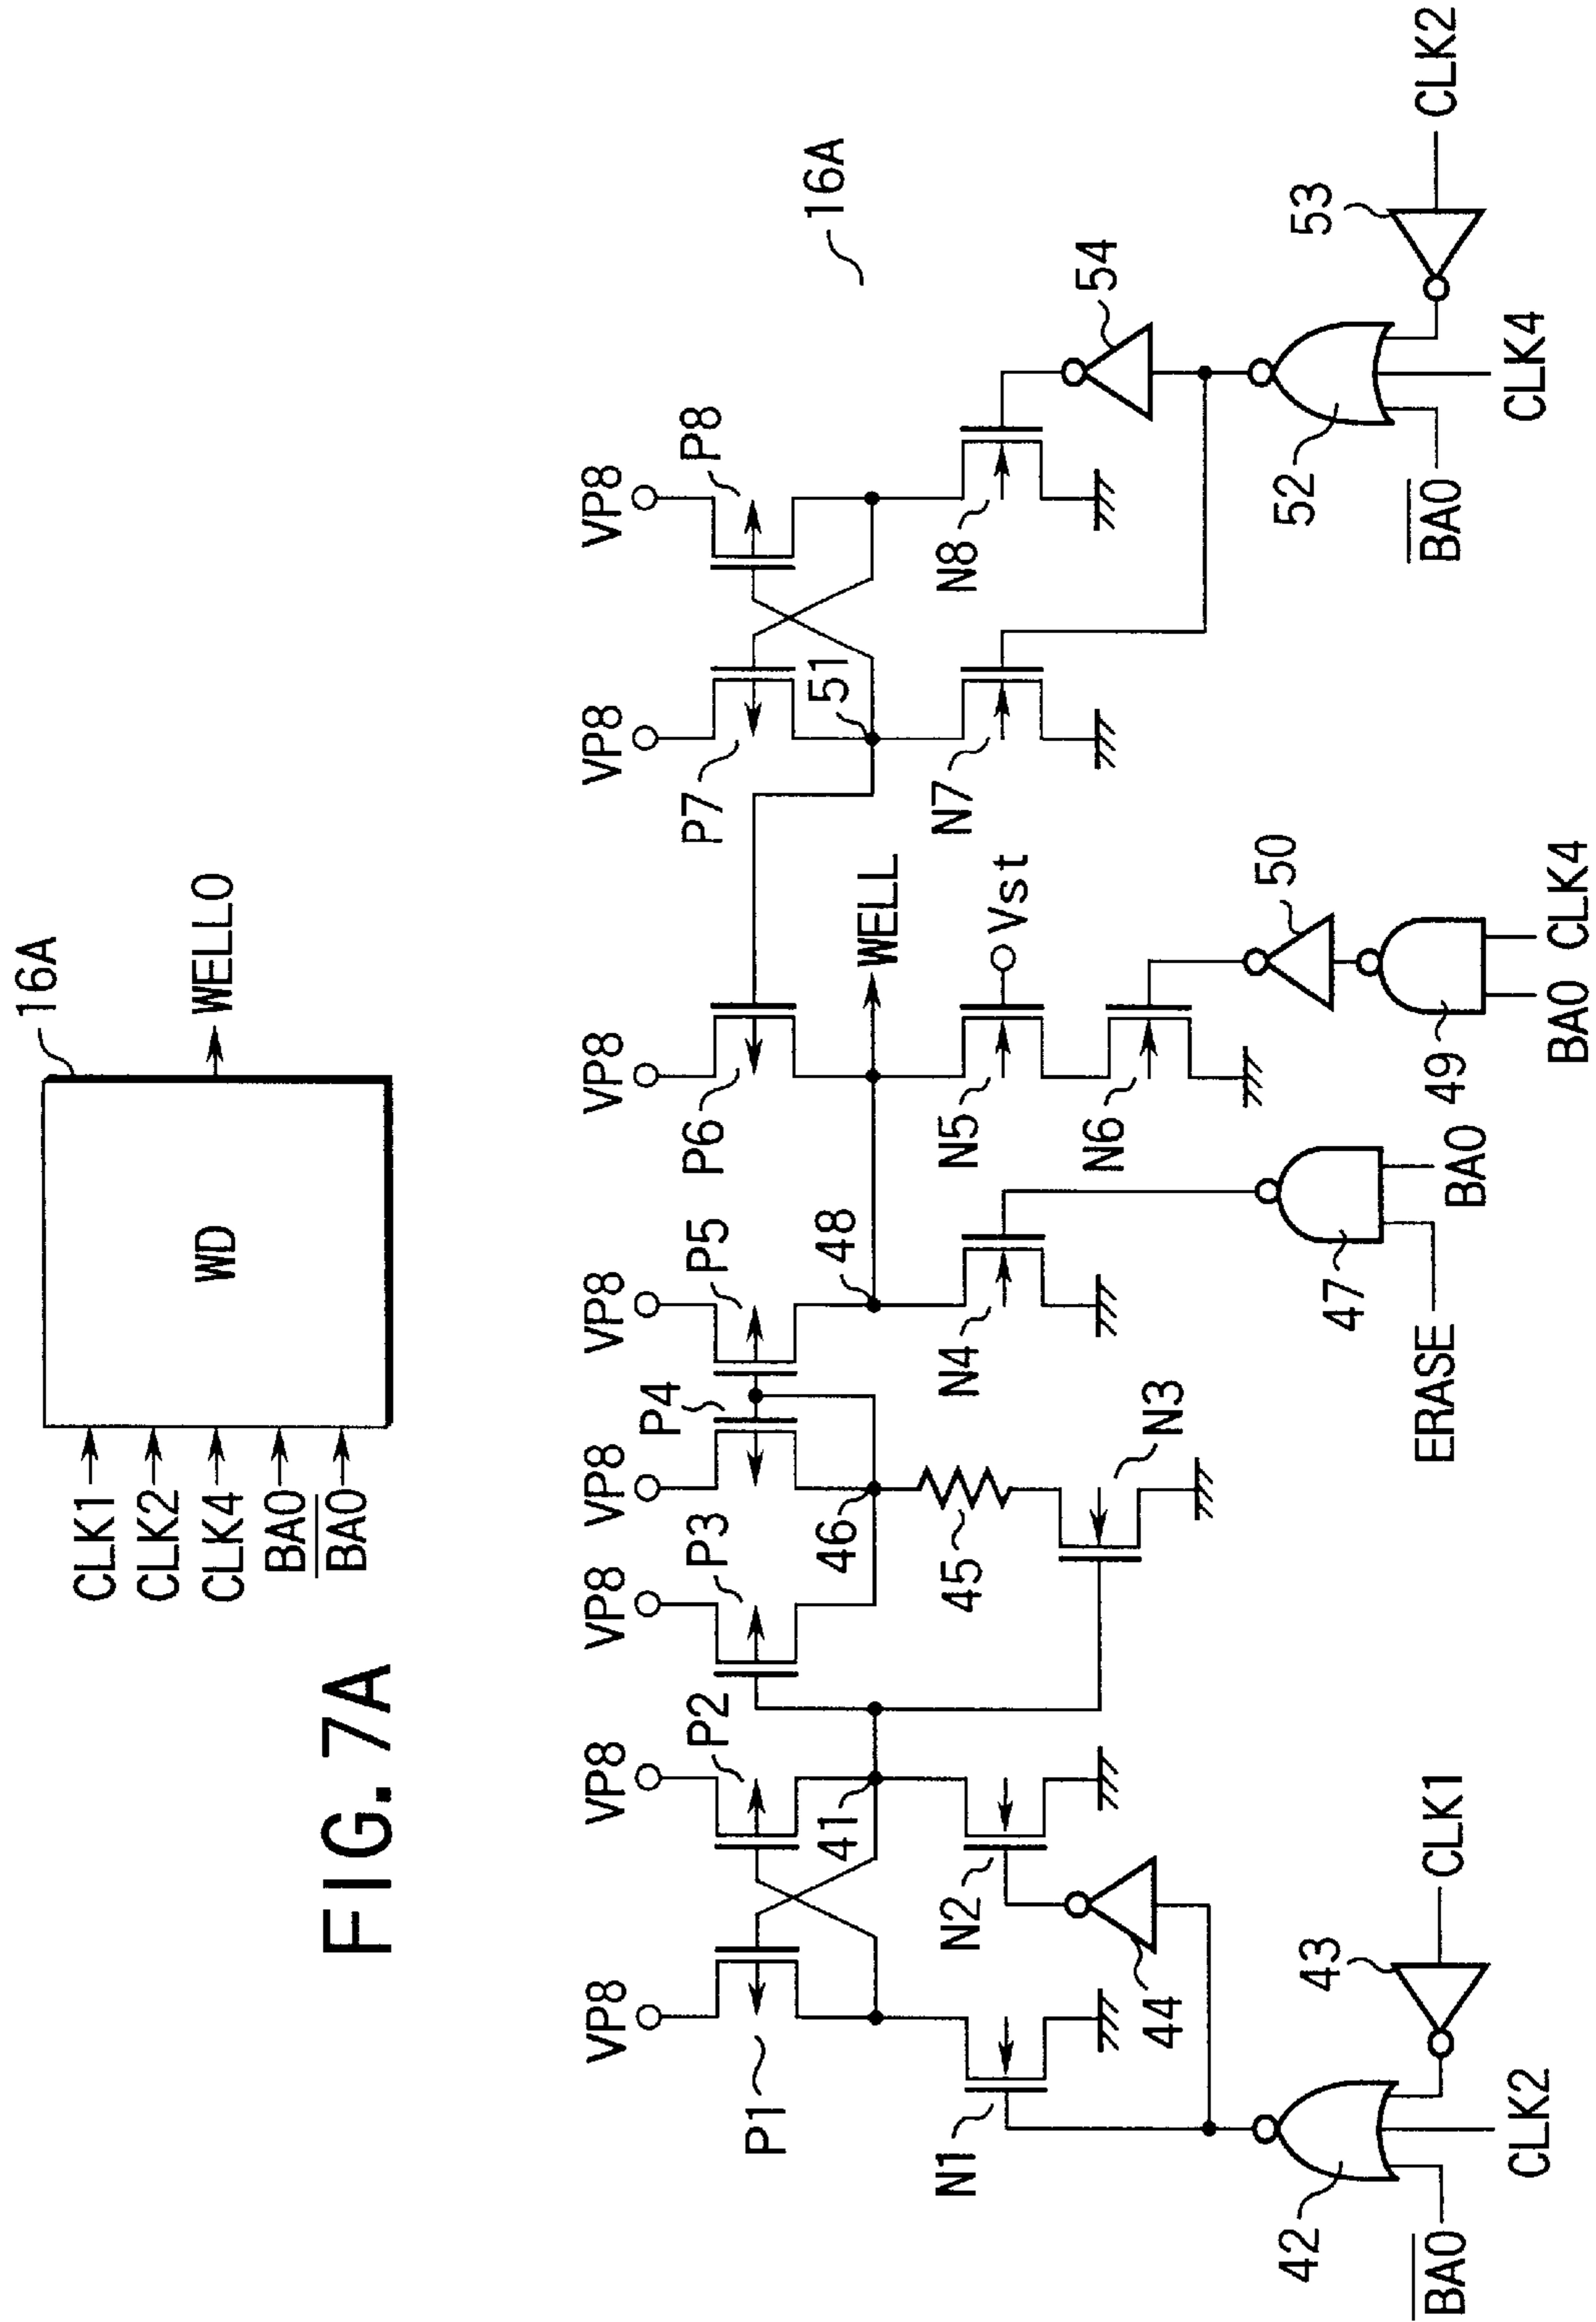 FIG. 7A
CLK1
CLK2
CLK4
BA0
BA0
WD
16A
WELL0
VP8
VP8
VP8
VP8
VP8
VP8
VP8
VP8
P1
P2
P3
P4
P5
P6
P7
P8
16A
41
46
48
WELL
51
N1
N2
45
N3
N4
N5
Vst
N6
N7
N8
44
50
54
42
43
47
49
52
53
BA0
CLK2
CLK1
ERASE
BA0
BA0
CLK4
BA0
CLK4
CLK2